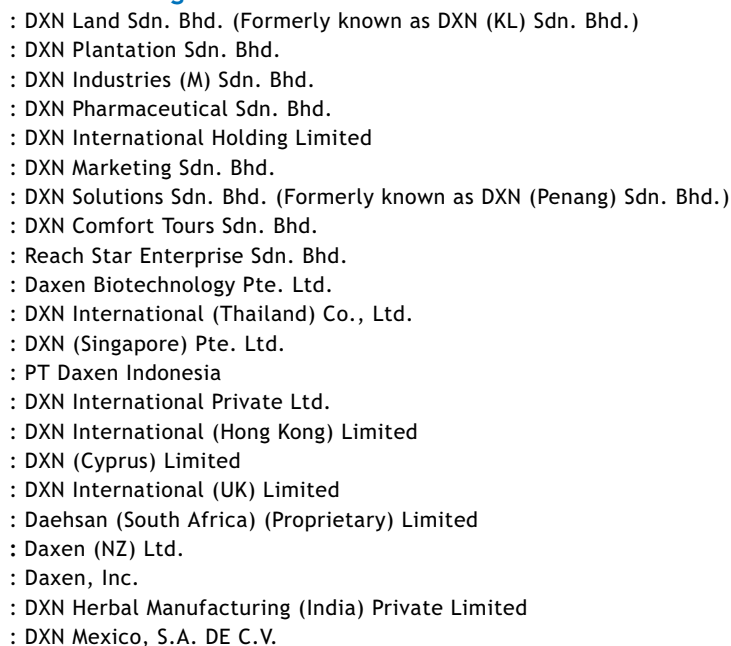 : DXN Land Sdn. Bhd. (Formerly known as DXN (KL) Sdn. Bhd.)
: DXN Plantation Sdn. Bhd.
: DXN Industries (M) Sdn. Bhd.
: DXN Pharmaceutical Sdn. Bhd.
: DXN International Holding Limited
: DXN Marketing Sdn. Bhd.
: DXN Solutions Sdn. Bhd. (Formerly known as DXN (Penang) Sdn. Bhd.)
: DXN Comfort Tours Sdn. Bhd.
: Reach Star Enterprise Sdn. Bhd.
: Daxen Biotechnology Pte. Ltd.
: DXN International (Thailand) Co., Ltd.
: DXN (Singapore) Pte. Ltd.
: PT Daxen Indonesia
: DXN International Private Ltd.
: DXN International (Hong Kong) Limited
: DXN (Cyprus) Limited
: DXN International (UK) Limited
: Daehsan (South Africa) (Proprietary) Limited
: Daxen (NZ) Ltd.
: Daxen, Inc.
: DXN Herbal Manufacturing (India) Private Limited
: DXN Mexico, S.A. DE C.V.